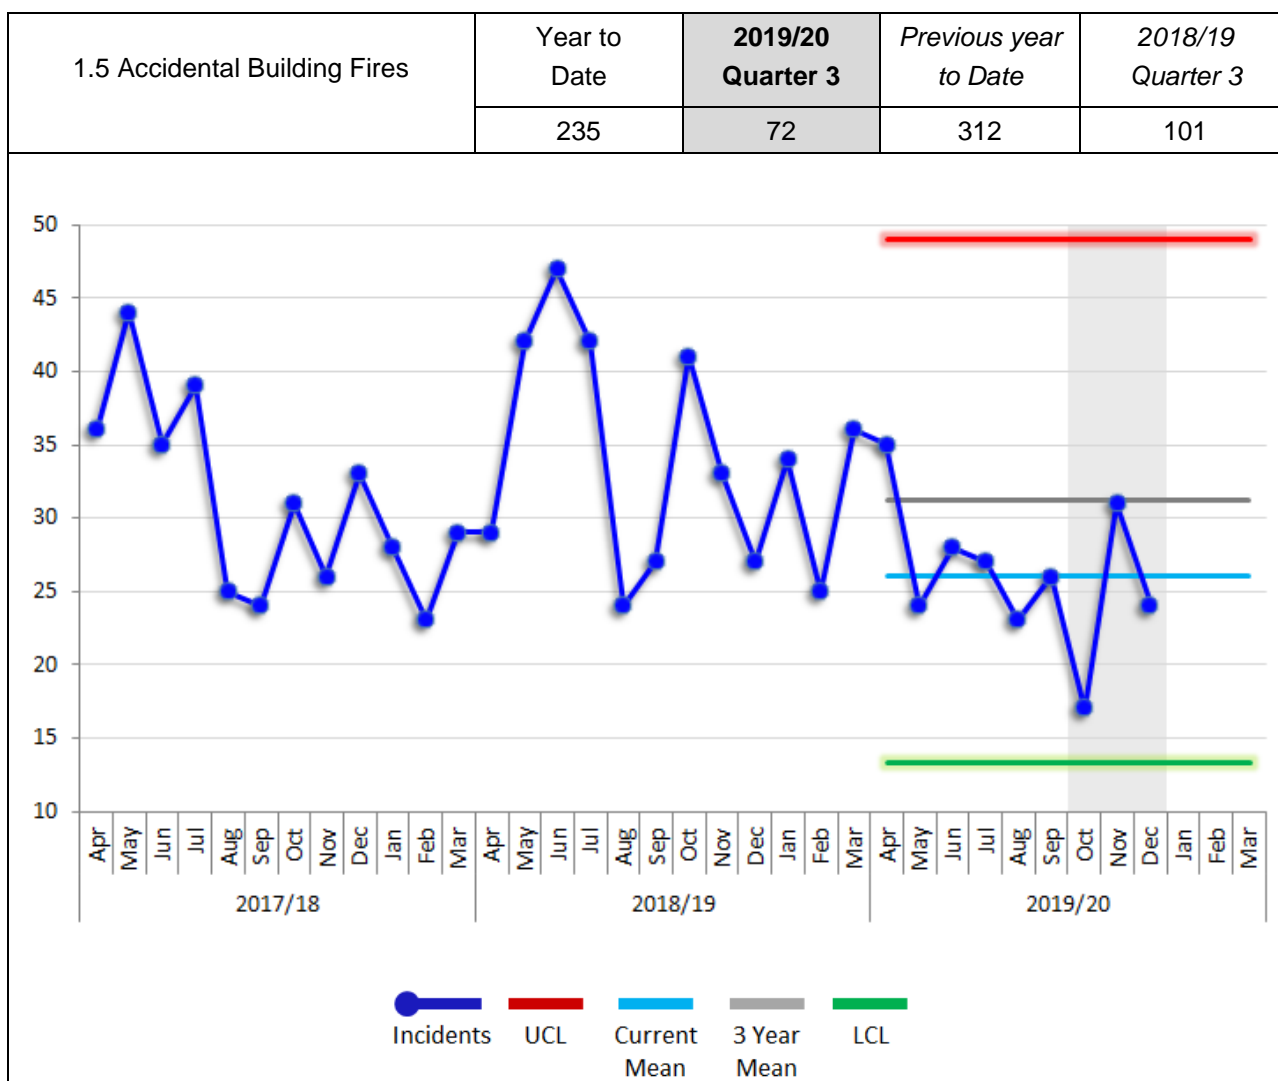 1.5 Accidental Building Fires
Year to
Date
2019/20
Quarter 3
Previous year
to Date
2018/19
Quarter 3
235
72
312
101
50
45
40
35
30
25
20
15
10
Apr
May
Jun
Jul
Aug
Sep
Oct
Nov
Dec
Jan
Feb
Mar
Apr
May
Jun
Jul
Aug
Sep
Oct
Nov
Dec
Jan
Feb
Mar
Apr
May
Jun
Jul
Aug
Sep
Oct
Nov
Dec
Jan
Feb
Mar
2017/18
2018/19
2019/20
Incidents
UCL
Current
Mean
3 Year
Mean
LCL